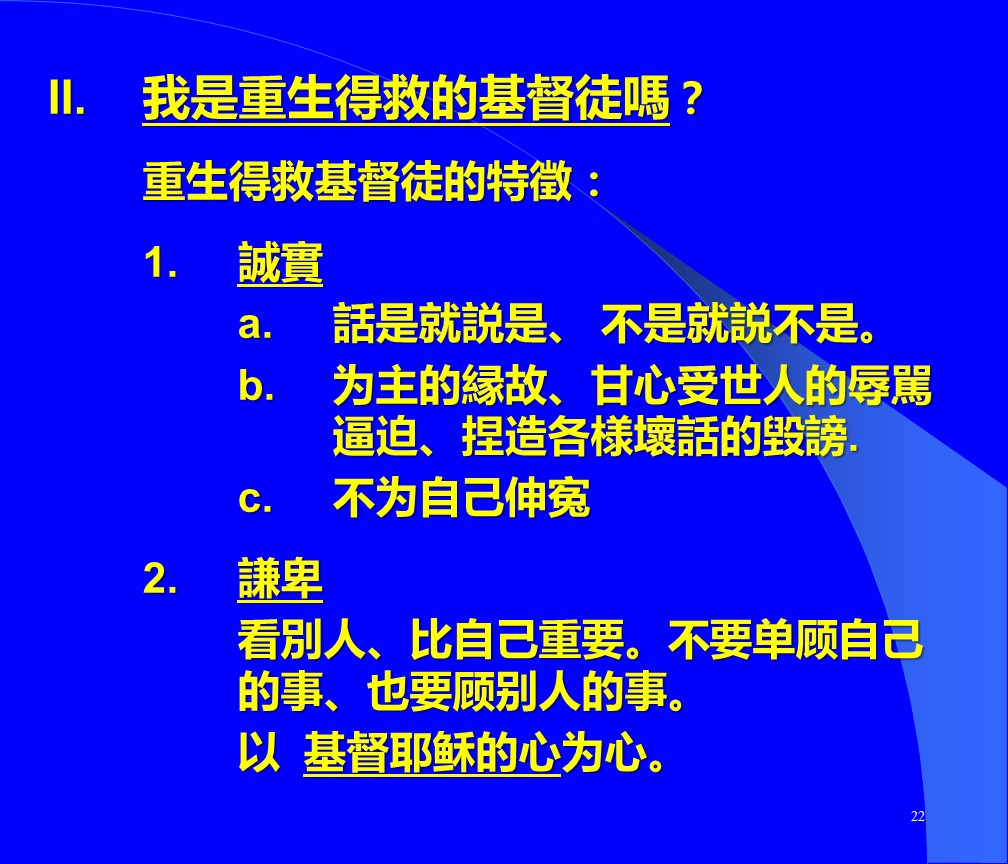 II. 我是重生得救的基督徒嗎？
重生得救基督徒的特徵：
1. 誠實
a. 話是就説是、 不是就説不是。
b. 为主的緣故、甘心受世人的辱駡
逼迫、捏造各樣壞話的毀謗.
c. 不为自己伸寃
2. 謙卑
看別人、比自己重要。不要单顾自己
的事、也要顾别人的事。
以 基督耶稣的心为心。
22